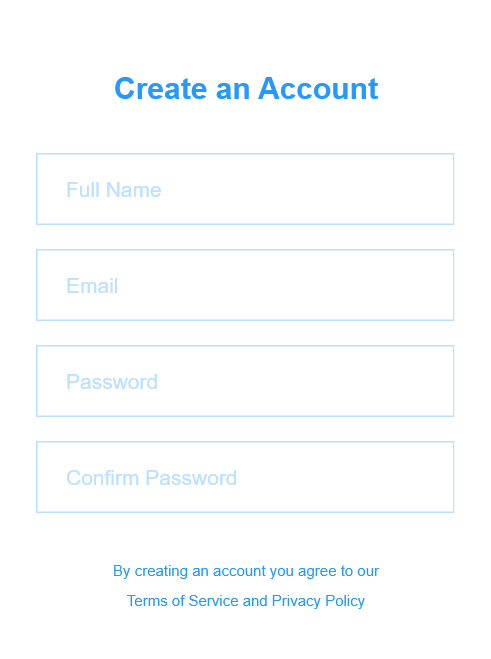 Create an Account
Full Name
Email
Password
Confirm Password
By creating an account you agree to our
Terms of Service and Privacy Policy